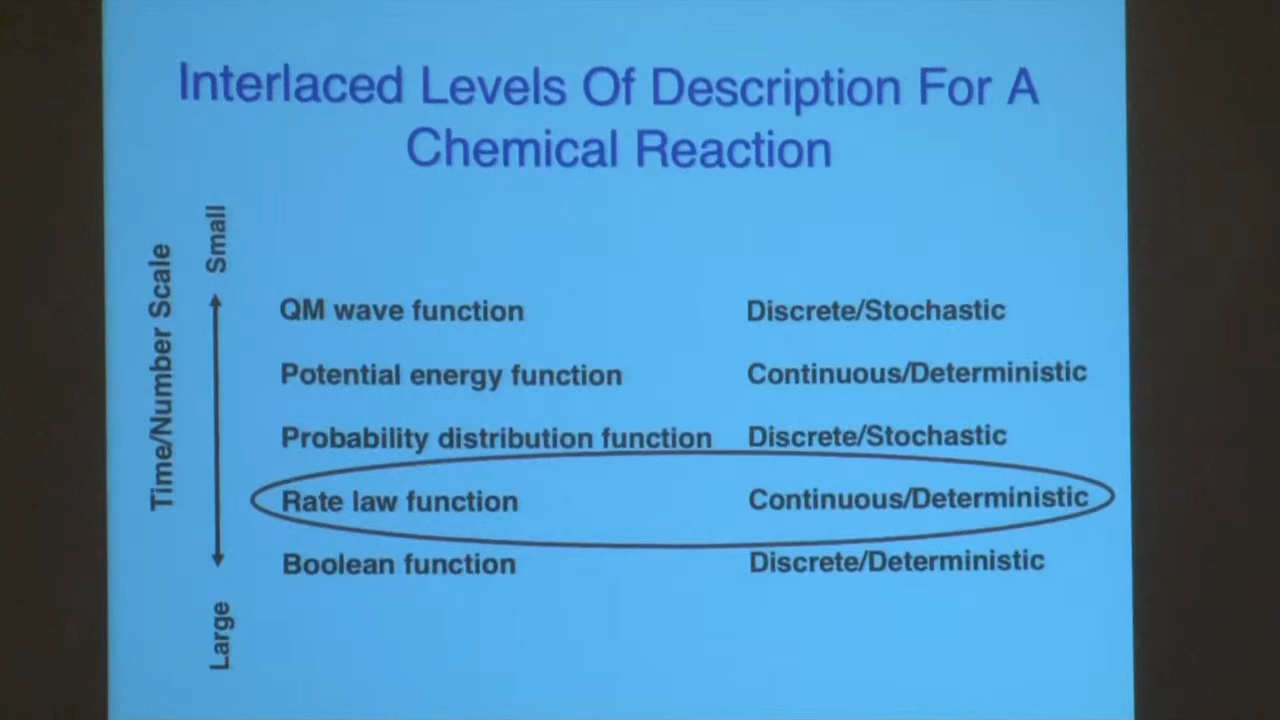 Interlaced Levels Of Description For A
Chemical Reaction
Time/Number Scale
Small
Large
QM wave function Discrete/Stochastic
Potential energy function Continuous/Deterministic
Probability distribution function Discrete/Stochastic
Rate law function Continuous/Deterministic
Boolean function Discrete/Deterministic